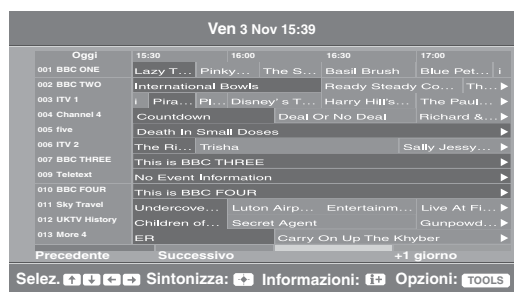 Ven 3 Nov 15:39
Oggi 15:30 16:00 16:30 17:00
001 BBC ONE Lazy T... Pinky... The S... Basil Brush Blue Pet... i
002 BBC TWO International Bowls Ready Steady Co... Th...
003 ITV 1 i Pira... Pl... Disney's T... Harry Hill's... The Paul...
004 Channel 4 Countdown Deal Or No Deal Richard &...
005 five Death In Small Doses
006 ITV 2 The Ri... Trisha Sally Jessy...
007 BBC THREE This is BBC THREE
009 Teletext No Event Information
010 BBC FOUR This is BBC FOUR
011 Sky Travel Undercove... Luton Airp... Entertainm... Live At Fi...
012 UKTV History Children of... Secret Agent Gunpowd...
013 More 4 ER Carry On Up The Khyber
Precedente Successivo +1 giorno
Selez. Sintonizza: Informazioni: i+ Opzioni: TOOLS